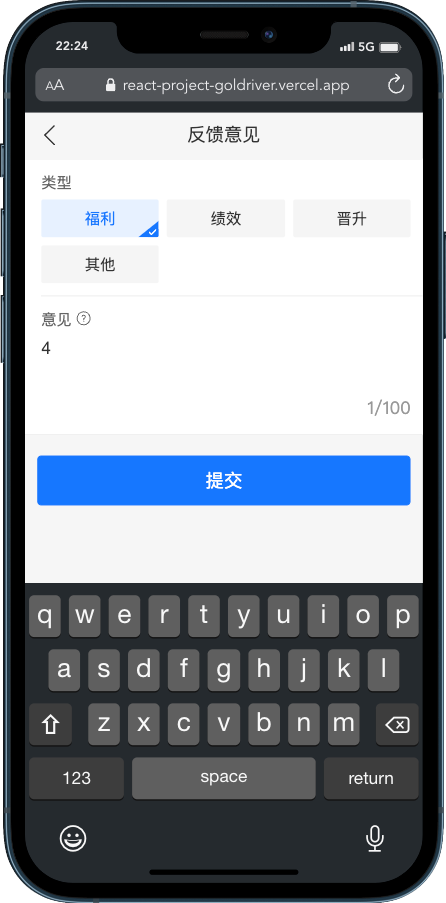 22:24
5G
AA react-project-goldriver.vercel.app
反馈意见
类型
福利 绩效 晋升
其他
意见 ?
4
1/100
提交
q w e r t y u i o p
a s d f g h j k l
z x c v b n m
123 space return